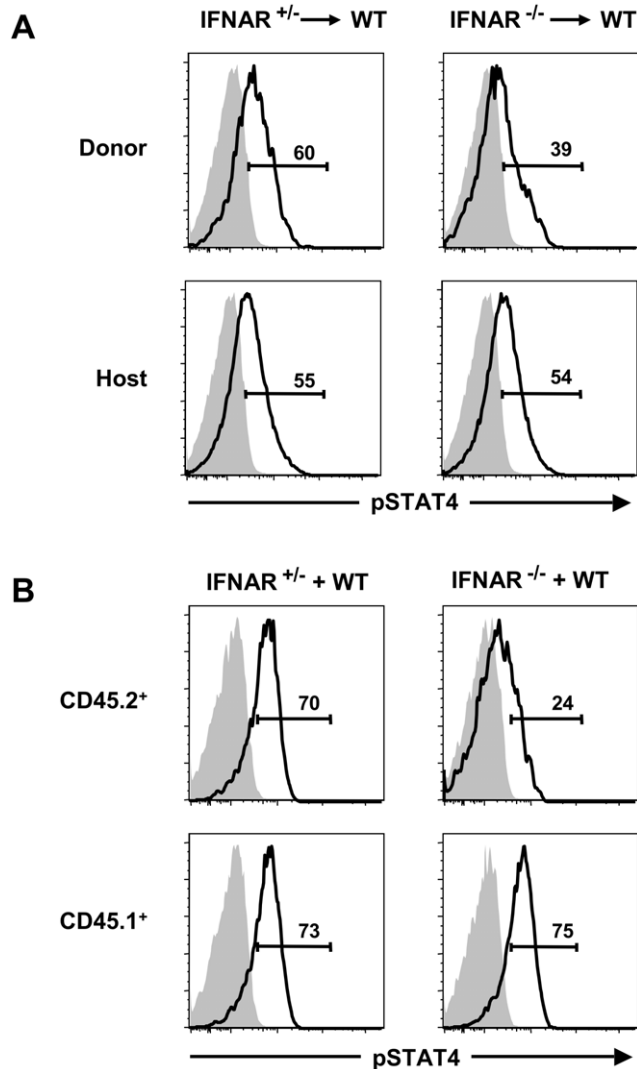 A
IFNAR +/- → WT IFNAR -/- → WT
Donor 60 39
Host 55 54
pSTAT4
B
IFNAR +/- + WT IFNAR -/- + WT
CD45.2+ 70 24
CD45.1+ 73 75
pSTAT4